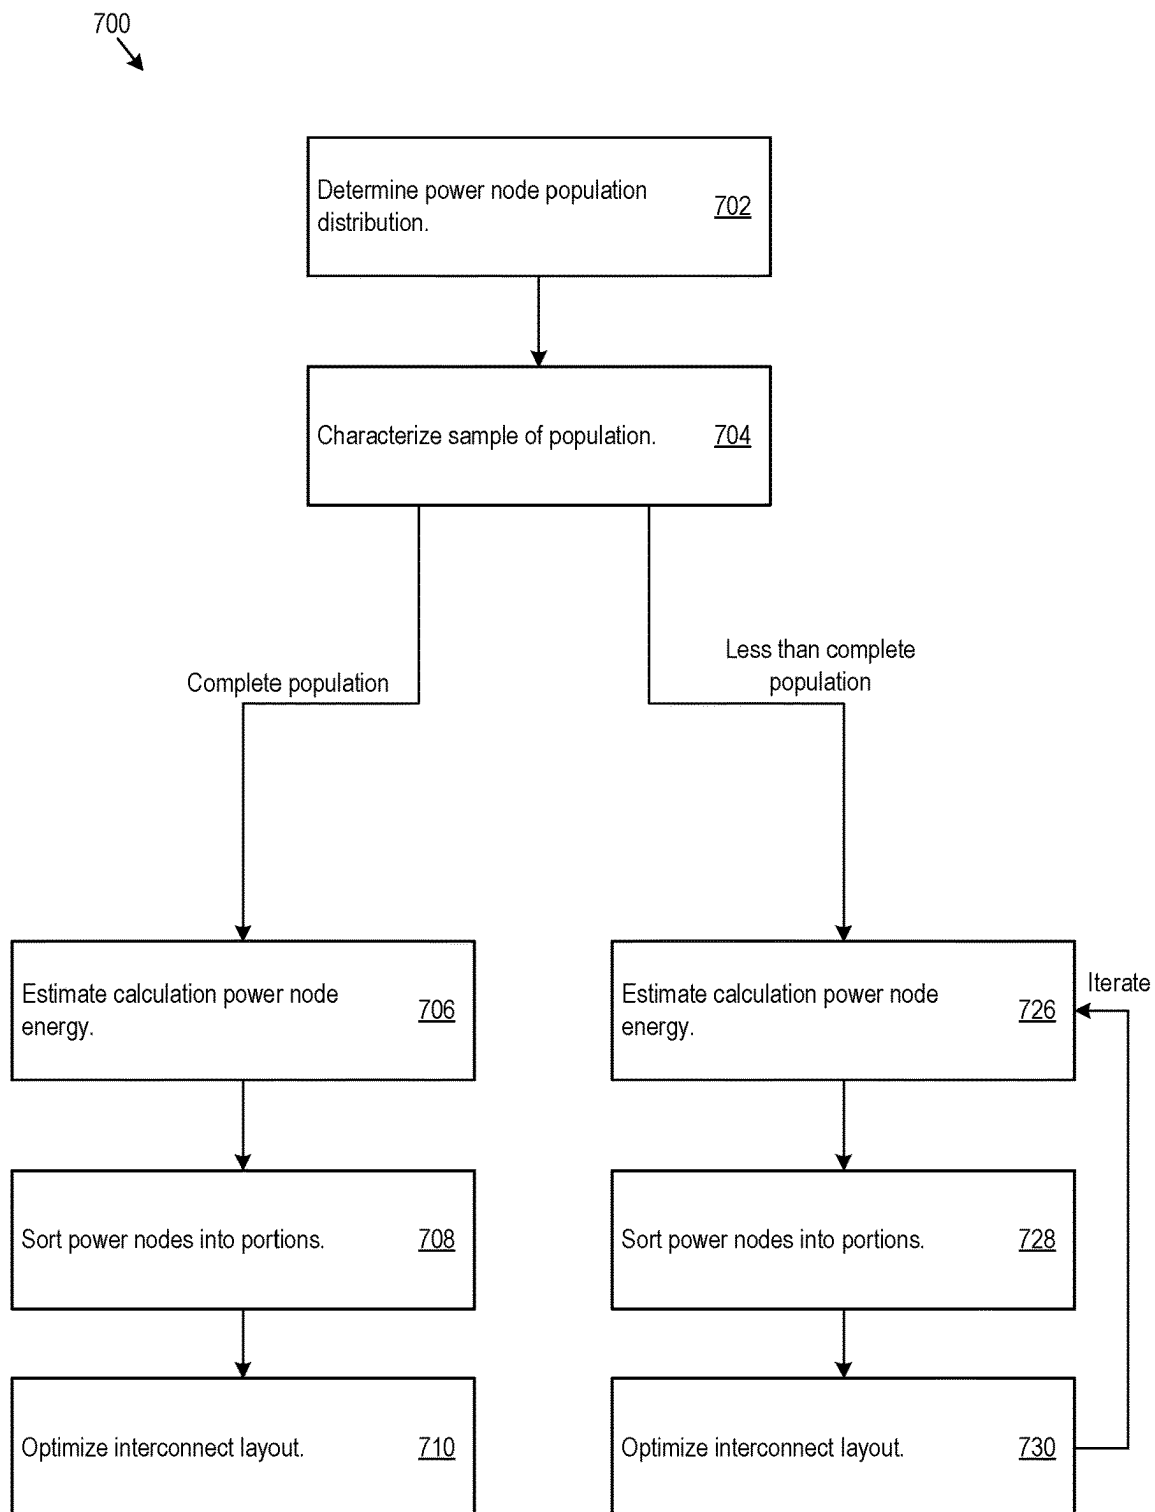 700
Determine power node population
distribution.
702
Characterize sample of population.
704
Less than complete
population
Complete population
Estimate calculation power node
energy.
706
Estimate calculation power node
energy.
726
Iterate
Sort power nodes into portions.
708
Sort power nodes into portions.
728
Optimize interconnect layout.
710
Optimize interconnect layout.
730